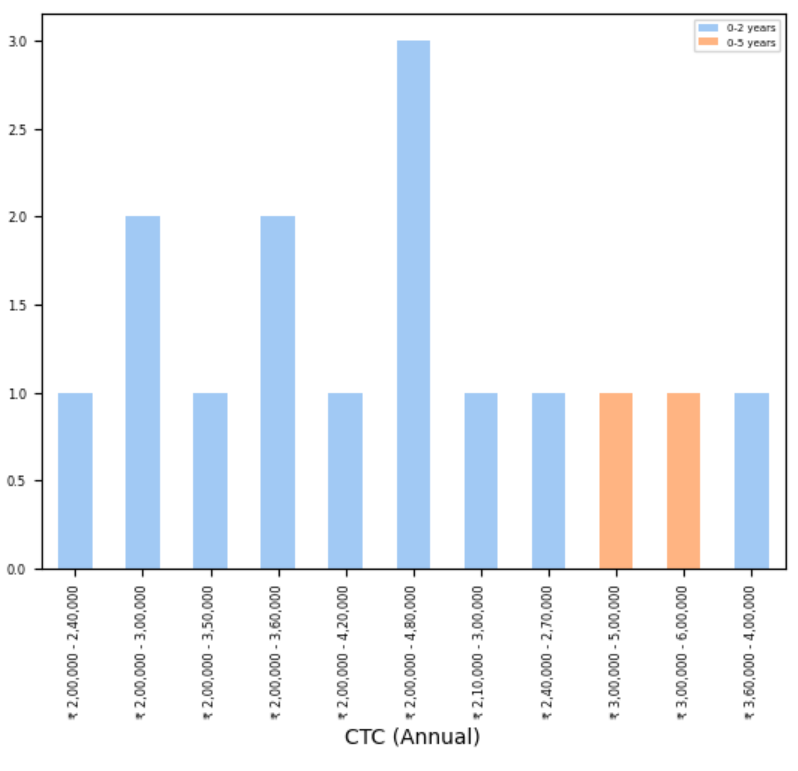 0-2 years
0-5 years
3.0
2.5
2.0
1.5
1.0
0.5
0.0
₹ 2,00,000 - 2,40,000
₹ 2,00,000 - 3,00,000
₹ 2,00,000 - 3,50,000
₹ 2,00,000 - 3,60,000
₹ 2,00,000 - 4,20,000
₹ 2,00,000 - 4,80,000
₹ 2,10,000 - 3,00,000
₹ 2,40,000 - 2,70,000
₹ 3,00,000 - 5,00,000
₹ 3,00,000 - 6,00,000
₹ 3,60,000 - 4,00,000
CTC (Annual)